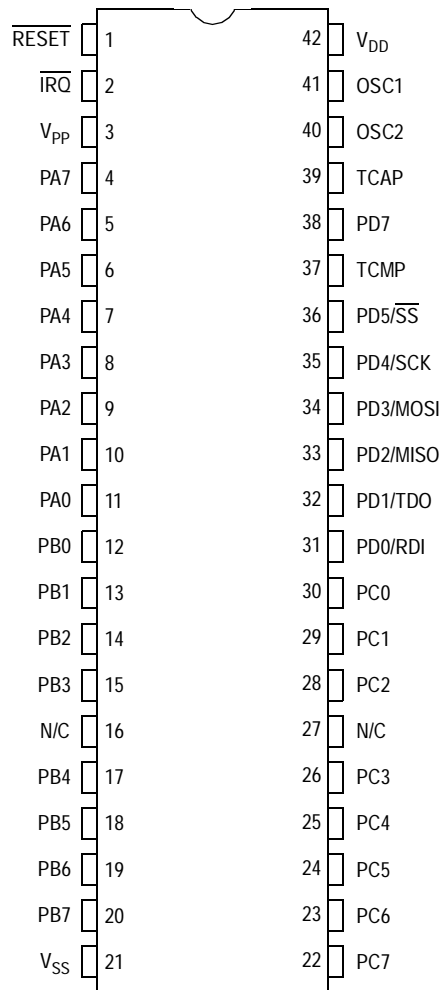 RESET 1 42 VDD
IRQ 2 41 OSC1
VPP 3 40 OSC2
PA7 4 39 TCAP
PA6 5 38 PD7
PA5 6 37 TCMP
PA4 7 36 PD5/SS
PA3 8 35 PD4/SCK
PA2 9 34 PD3/MOSI
PA1 10 33 PD2/MISO
PA0 11 32 PD1/TDO
PB0 12 31 PD0/RDI
PB1 13 30 PC0
PB2 14 29 PC1
PB3 15 28 PC2
N/C 16 27 N/C
PB4 17 26 PC3
PB5 18 25 PC4
PB6 19 24 PC5
PB7 20 23 PC6
VSS 21 22 PC7